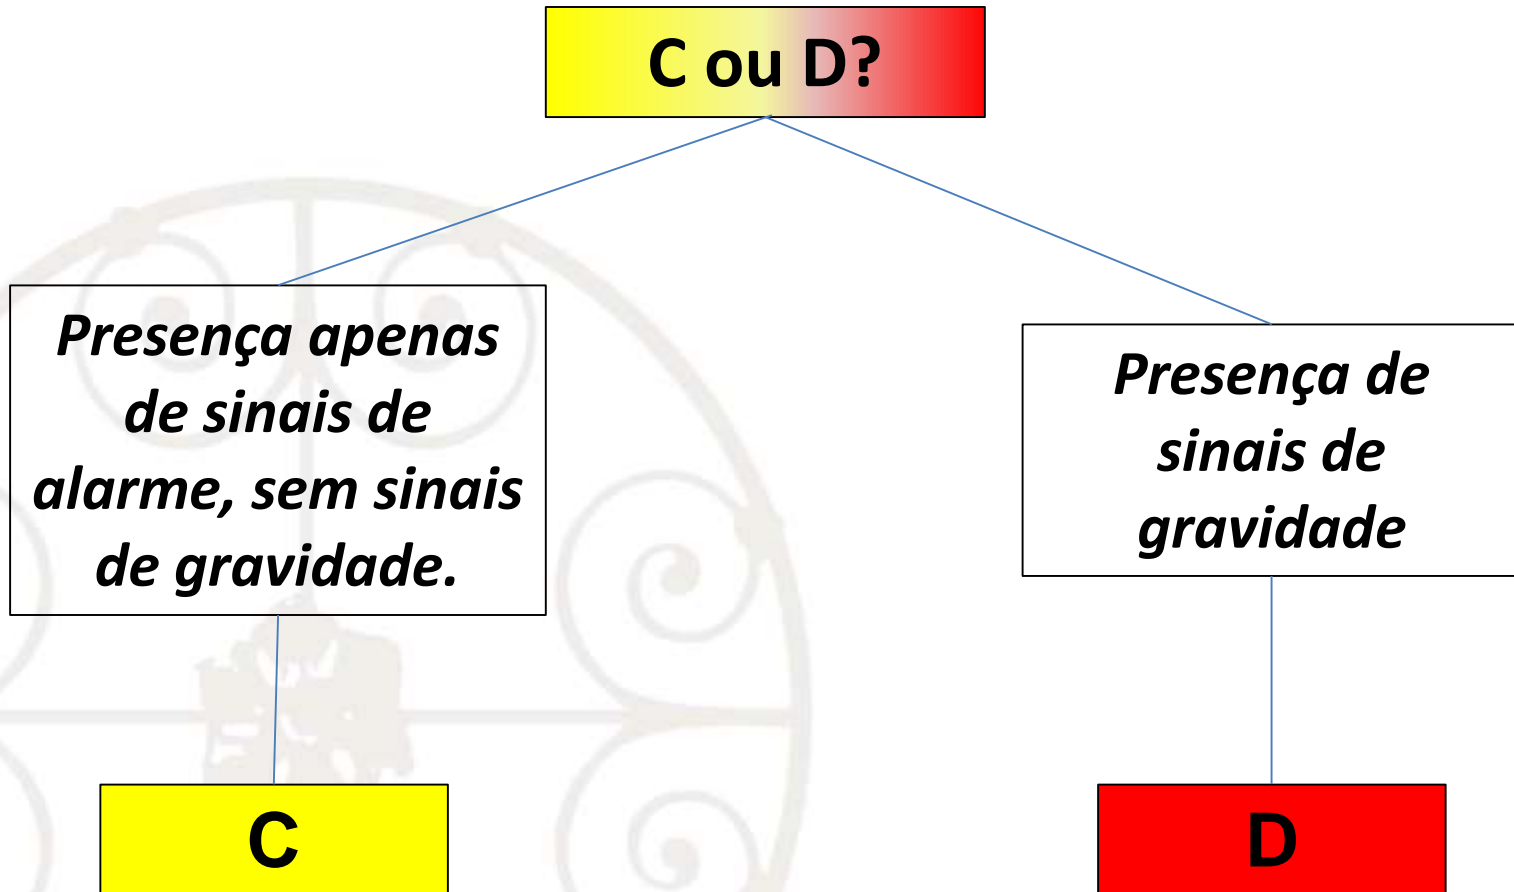 C ou D?
Presença apenas
de sinais de
alarme, sem sinais
de gravidade.
Presença de
sinais de
gravidade
C
D